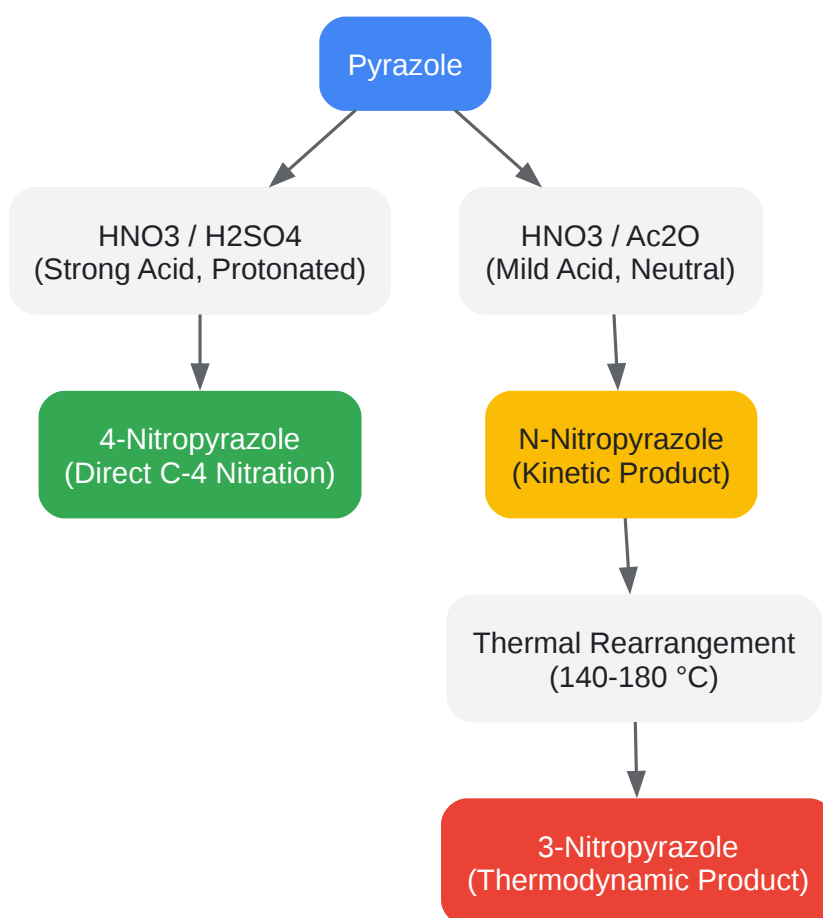 Pyrazole
HNO3 / H2SO4
(Strong Acid, Protonated)
HNO3 / Ac2O
(Mild Acid, Neutral)
4-Nitropyrazole
(Direct C-4 Nitration)
N-Nitropyrazole
(Kinetic Product)
Thermal Rearrangement
(140-180 °C)
3-Nitropyrazole
(Thermodynamic Product)